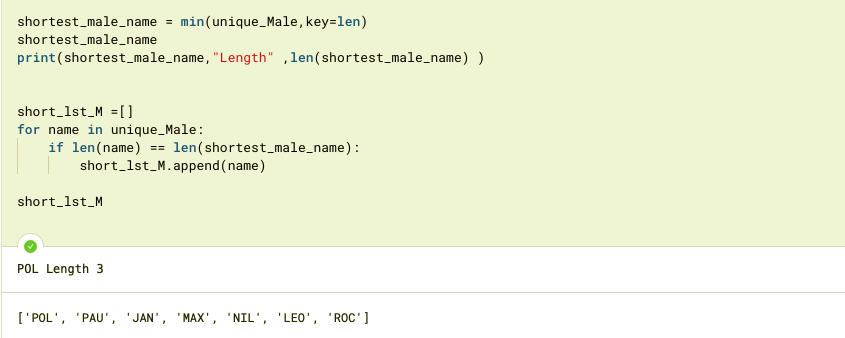 shortest_male_name = min(unique_Male,key=len)
shortest_male_name
print(shortest_male_name,"Length" ,len(shortest_male_name) )
short_lst_M =[]
for name in unique_Male:
    if len(name) == len(shortest_male_name):
        short_lst_M.append(name)
short_lst_M
POL Length 3
['POL', 'PAU', 'JAN', 'MAX', 'NIL', 'LEO', 'ROC']